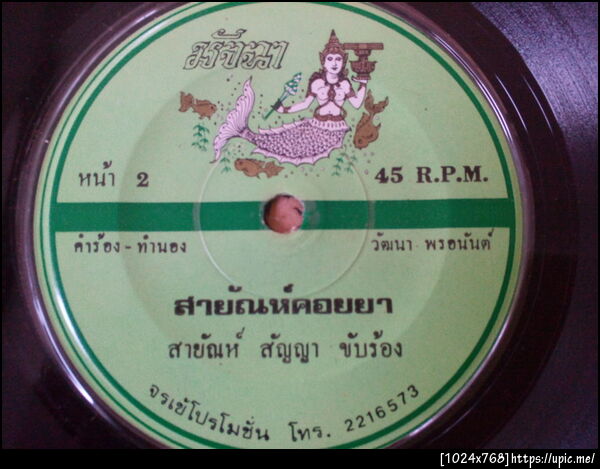 หน้า 2
45 R.P.M.
คำร้อง - ทำนอง
วัฒนา พรอนันต์
สายัณห์คอยยา
สายัณห์ สัญญา ขับร้อง
จรเข้โปรโมชั่น โทร. 2216573
[1024x768]https://upic.me/